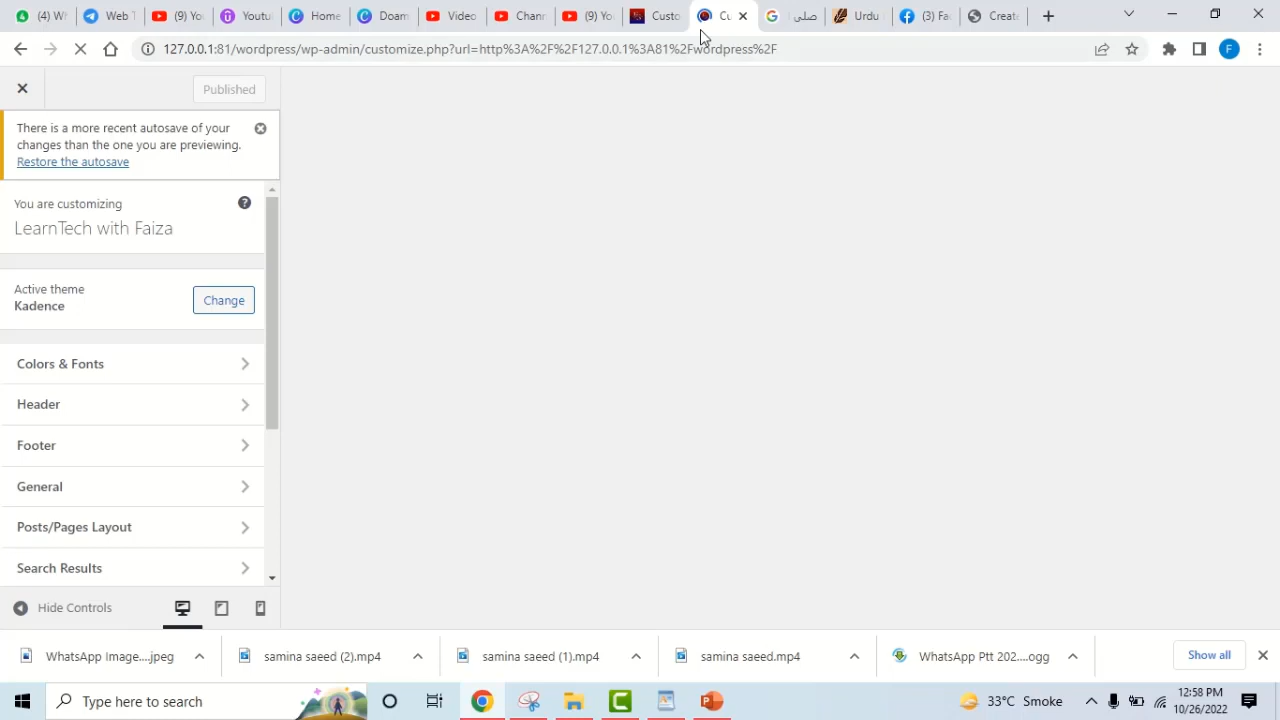 (4) W
Web T
(9) Yo
Youtu
Home
Doam
Video
Chann
(9) Yo
Custo
Cu
صلى ا
Urdu
(3) Fa
Create
127.0.0.1:81/wordpress/wp-admin/customize.php?url=http%3A%2F%2F127.0.0.1%3A81%2Fwordpress%2F
F
Published
There is a more recent autosave of your
changes than the one you are previewing.
Restore the autosave
You are customizing
LearnTech with Faiza
Active theme
Kadence
Change
Colors & Fonts
Header
Footer
General
Posts/Pages Layout
Search Results
Hide Controls
WhatsApp Image....jpeg
samina saeed (2).mp4
samina saeed (1).mp4
samina saeed.mp4
WhatsApp Ptt 202....ogg
Show all
Type here to search
33°C Smoke
12:58 PM
10/26/2022